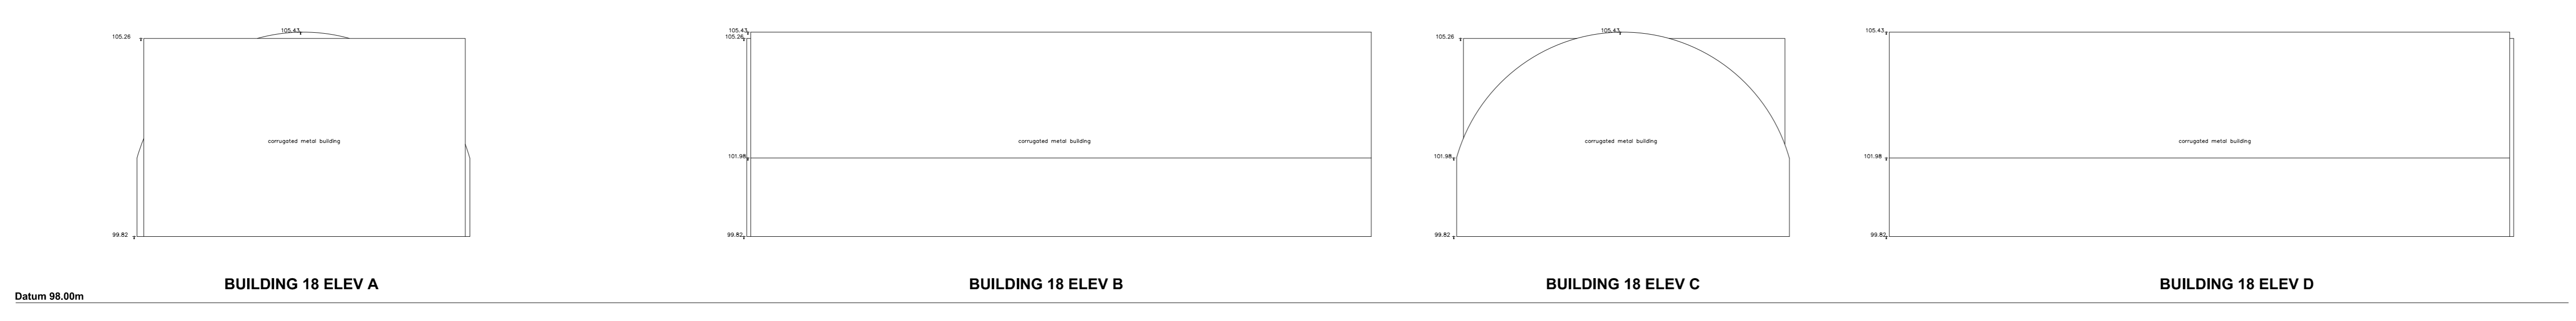 105.43
105.26
corrugated metal building
99.82
BUILDING 18 ELEV A
105.43
105.26
corrugated metal building
101.98
99.82
BUILDING 18 ELEV B
105.43
105.26
corrugated metal building
101.98
99.82
BUILDING 18 ELEV C
105.43
corrugated metal building
101.98
99.82
BUILDING 18 ELEV D
Datum 98.00m